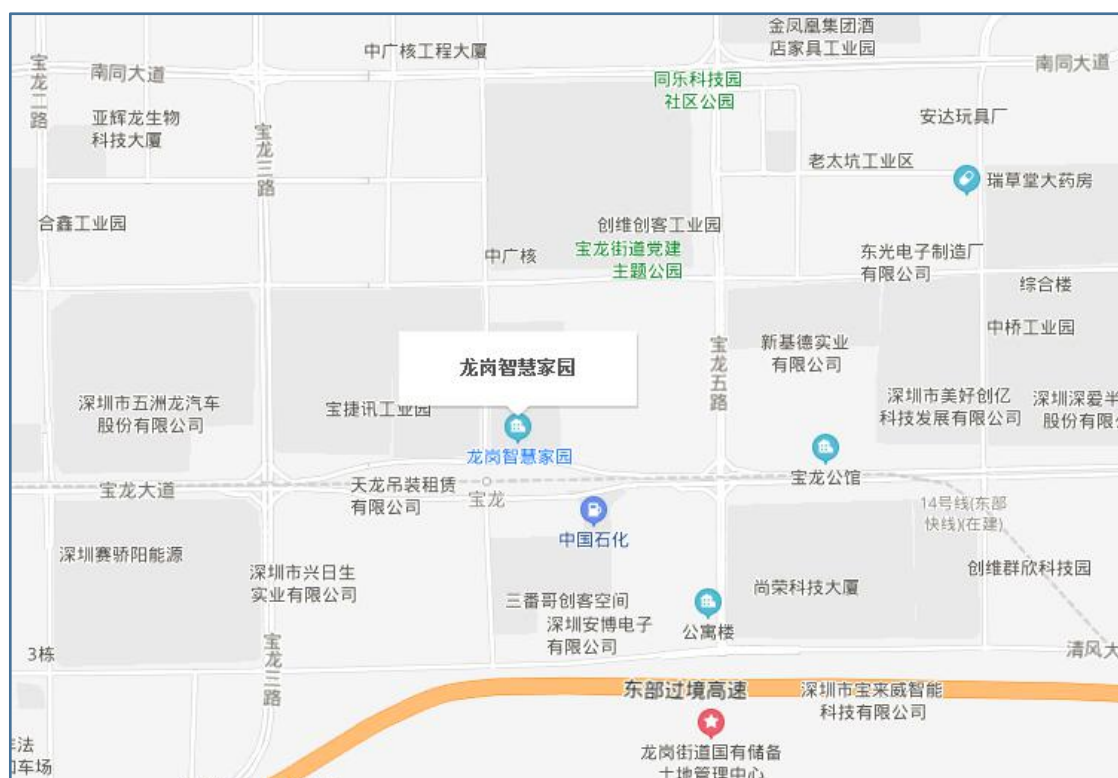 金凤凰集团酒
店家具工业园
中广核工程大厦
宝龙二路
南同大道
南同大道
同乐科技园
社区公园
亚辉龙生物
科技大厦
安达玩具厂
宝龙三路
老太坑工业区
瑞草堂大药房
合鑫工业园
创维创客工业园
中广核
宝龙街道党建
主题公园
东光电子制造厂
有限公司
综合楼
中桥工业园
宝龙五路
新基德实业
有限公司
龙岗智慧家园
深圳市五洲龙汽车
股份有限公司
宝捷讯工业园
深圳市美好创亿
科技发展有限公司
深圳深爱半
股份有限
龙岗智慧家园
宝龙公馆
宝龙大道
天龙吊装租赁
有限公司
宝龙
中国石化
14号线(东部
快线)(在建)
深圳赛骄阳能源
深圳市兴日生
实业有限公司
创维群欣科技园
尚荣科技大厦
三番哥创客空间
深圳安博电子
有限公司
公寓楼
宝龙三路
3栋
清风大
东部过境高速
深圳市宝来威智能
科技有限公司
龙岗街道国有储备
土地管理中心
法
车场